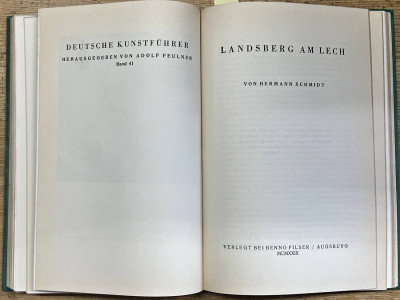 DEUTSCHE KUNSTFÜHRER
HERAUSGEGEBEN VON ADOLF FEULNER
Band 41
LANDSBERG AM LECH
VON HERMANN SCHMIDT
VERLEGT BEI BENNO FILSER / AUGSBURG
MCMXXIX